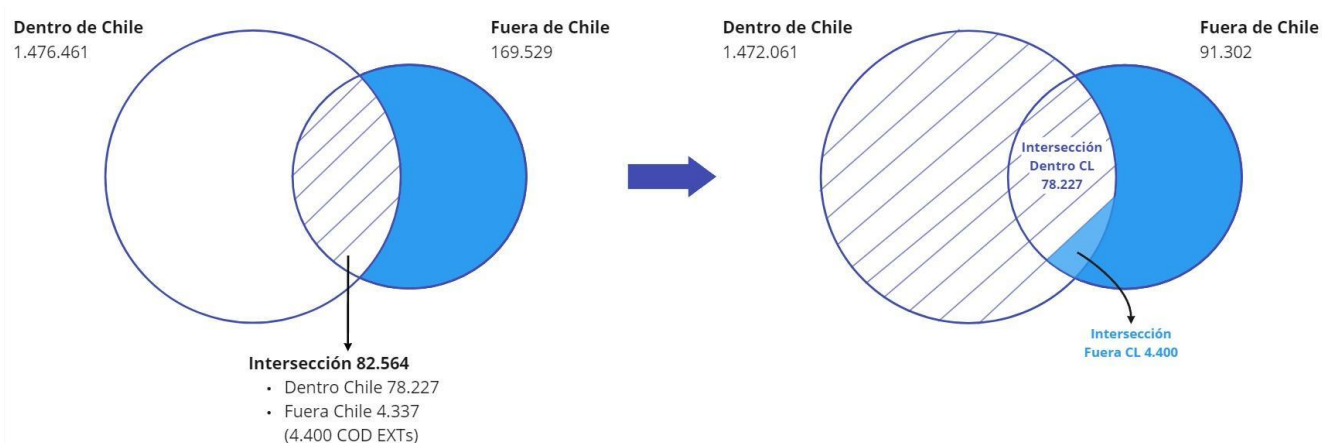 Dentro de Chile
1.476.461
Fuera de Chile
169.529
Intersección 82.564
• Dentro Chile 78.227
• Fuera Chile 4.337
(4.400 COD EXTs)
Dentro de Chile
1.472.061
Fuera de Chile
91.302
Intersección
Dentro CL
78.227
Intersección
Fuera CL 4.400